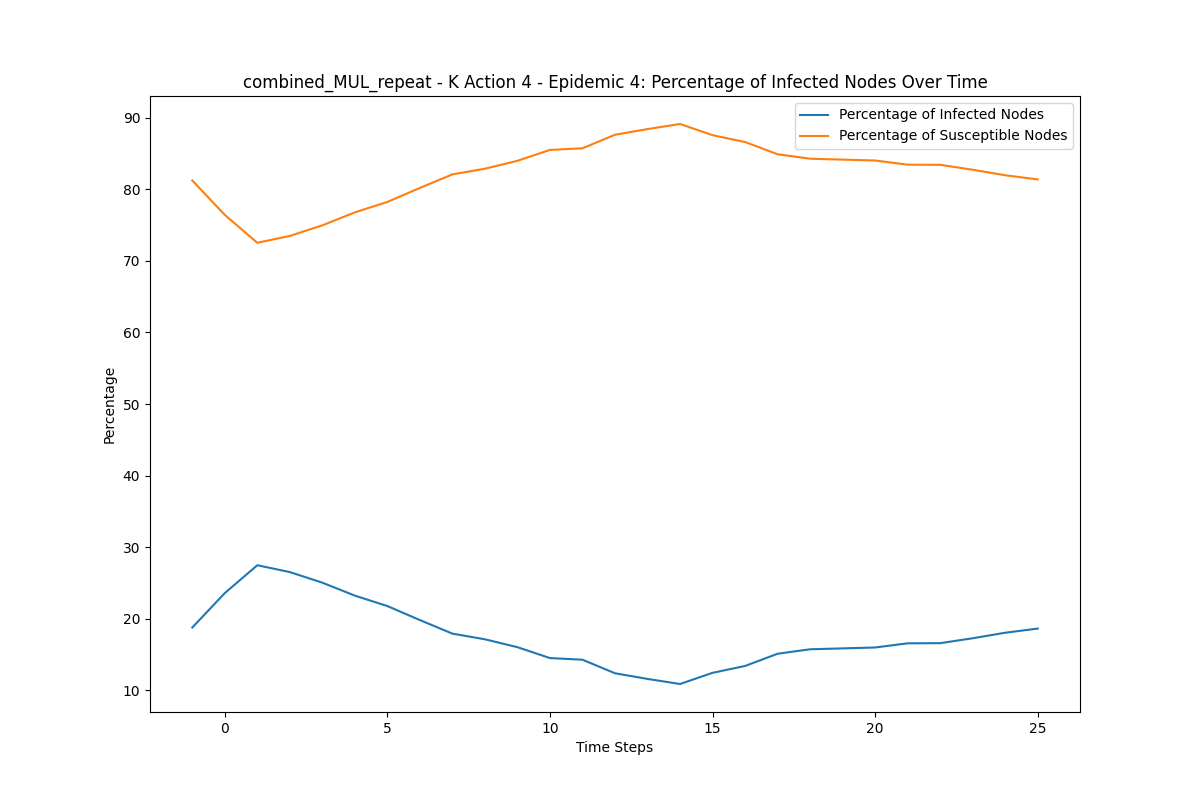 combined_MUL_repeat - K Action 4 - Epidemic 4: Percentage of Infected Nodes Over Time
Percentage of Infected Nodes
Percentage of Susceptible Nodes
90
80
70
60
50
40
30
20
10
Percentage
0 5 10 15 20 25
Time Steps